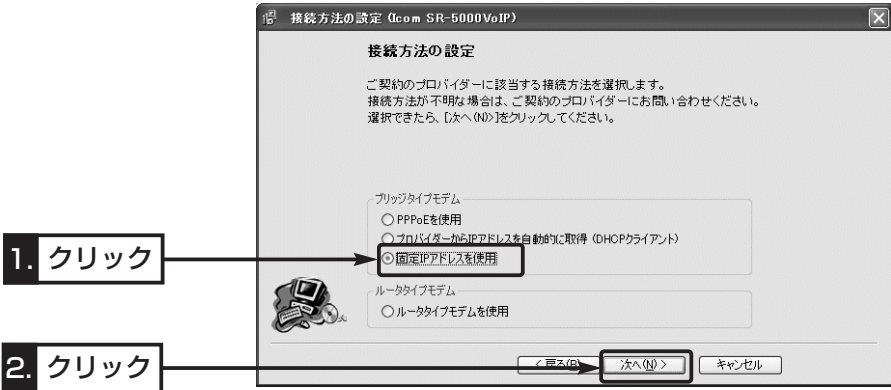 接続方法の設定 (Icom SR-5000VoIP)
接続方法の設定
ご契約のプロバイダーに該当する接続方法を選択します。
接続方法が不明な場合は、ご契約のプロバイダーにお問い合わせください。
選択できたら、[次へ(N)>]をクリックしてください。
ブリッジタイプモデム
PPPoEを使用
プロバイダーからIPアドレスを自動的に取得 (DHCPクライアント)
1. クリック
固定IPアドレスを使用
ルータタイプモデム
ルータタイプモデムを使用
2. クリック
< 戻る(B) 次へ(N) > キャンセル